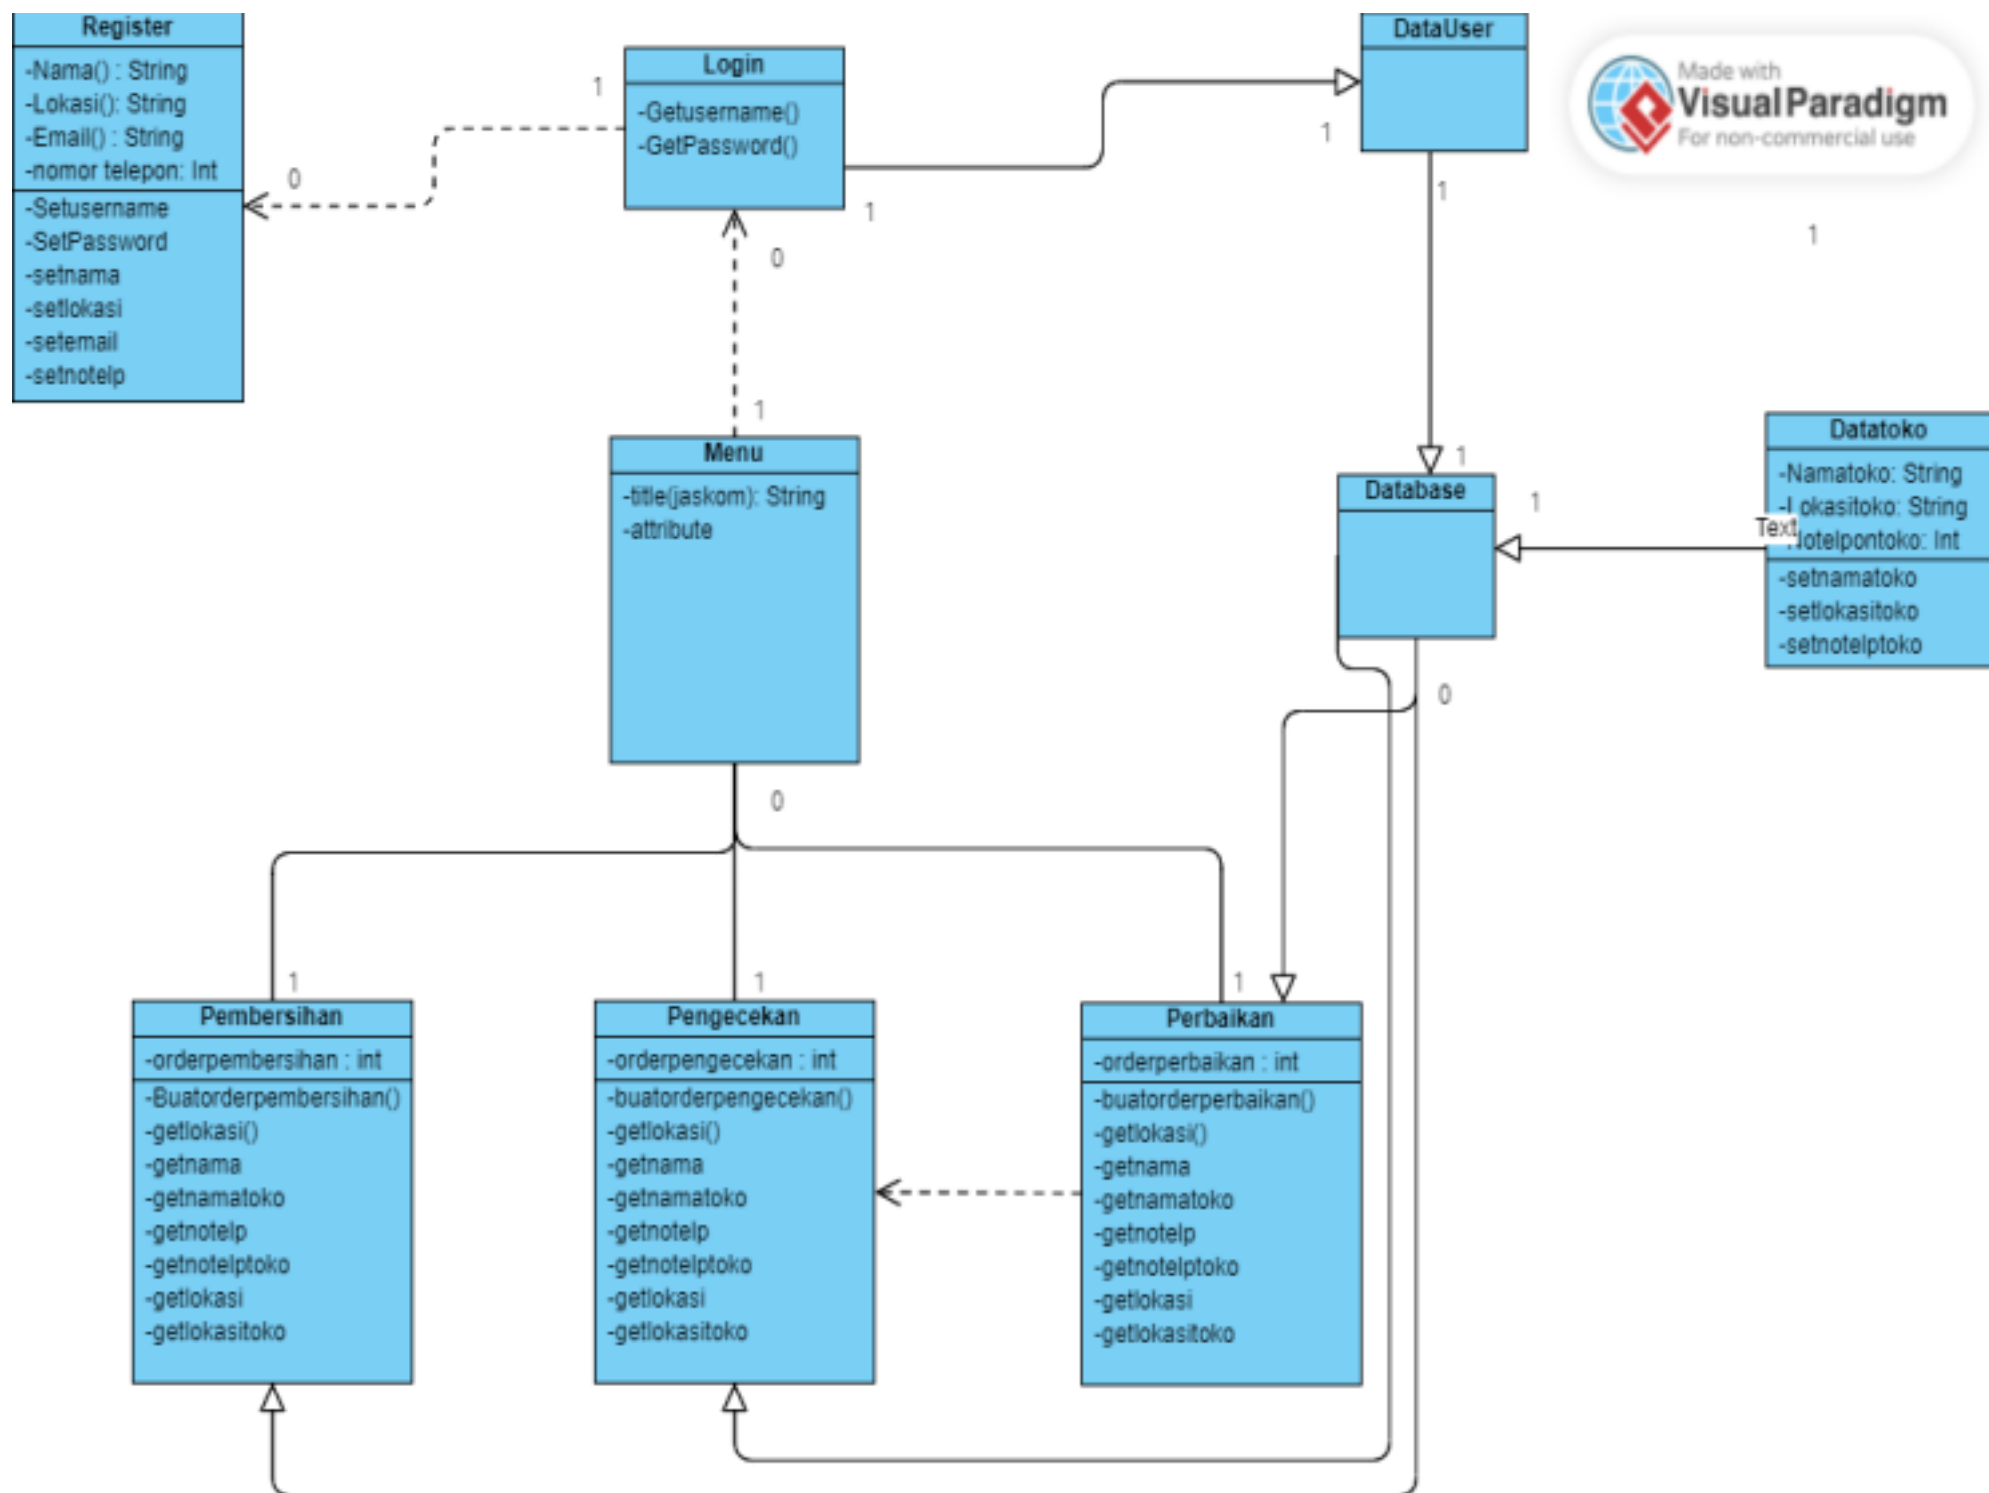 Register
-Nama() : String
-Lokasi(): String
-Email() : String
-nomor telepon: Int
-Setusername
-SetPassword
-setnama
-setlokasi
-setemail
-setnotelp
1
0
Login
-Getusername()
-GetPassword()
1
0
1
DataUser
1
1
Made with
Visual Paradigm
For non-commercial use
1
Menu
-title(jaskom): String
-attribute
0
Database
1
1
0
Datatoko
-Namatoko: String
-Lokasitoko: String
Text
Notelpontoko: Int
-setnamatoko
-setlokasitoko
-setnotelptoko
1
Pembersihan
-orderpembersihan : int
-Buatorderpembersihan()
-getlokasi()
-getnama
-getnamatoko
-getnotelp
-getnotelptoko
-getlokasi
-getlokasitoko
1
Pengecekan
-orderpengecekan : int
-buatorderpengecekan()
-getlokasi()
-getnama
-getnamatoko
-getnotelp
-getnotelptoko
-getlokasi
-getlokasitoko
1
Perbaikan
-orderperbaikan : int
-buatorderperbaikan()
-getlokasi()
-getnama
-getnamatoko
-getnotelp
-getnotelptoko
-getlokasi
-getlokasitoko